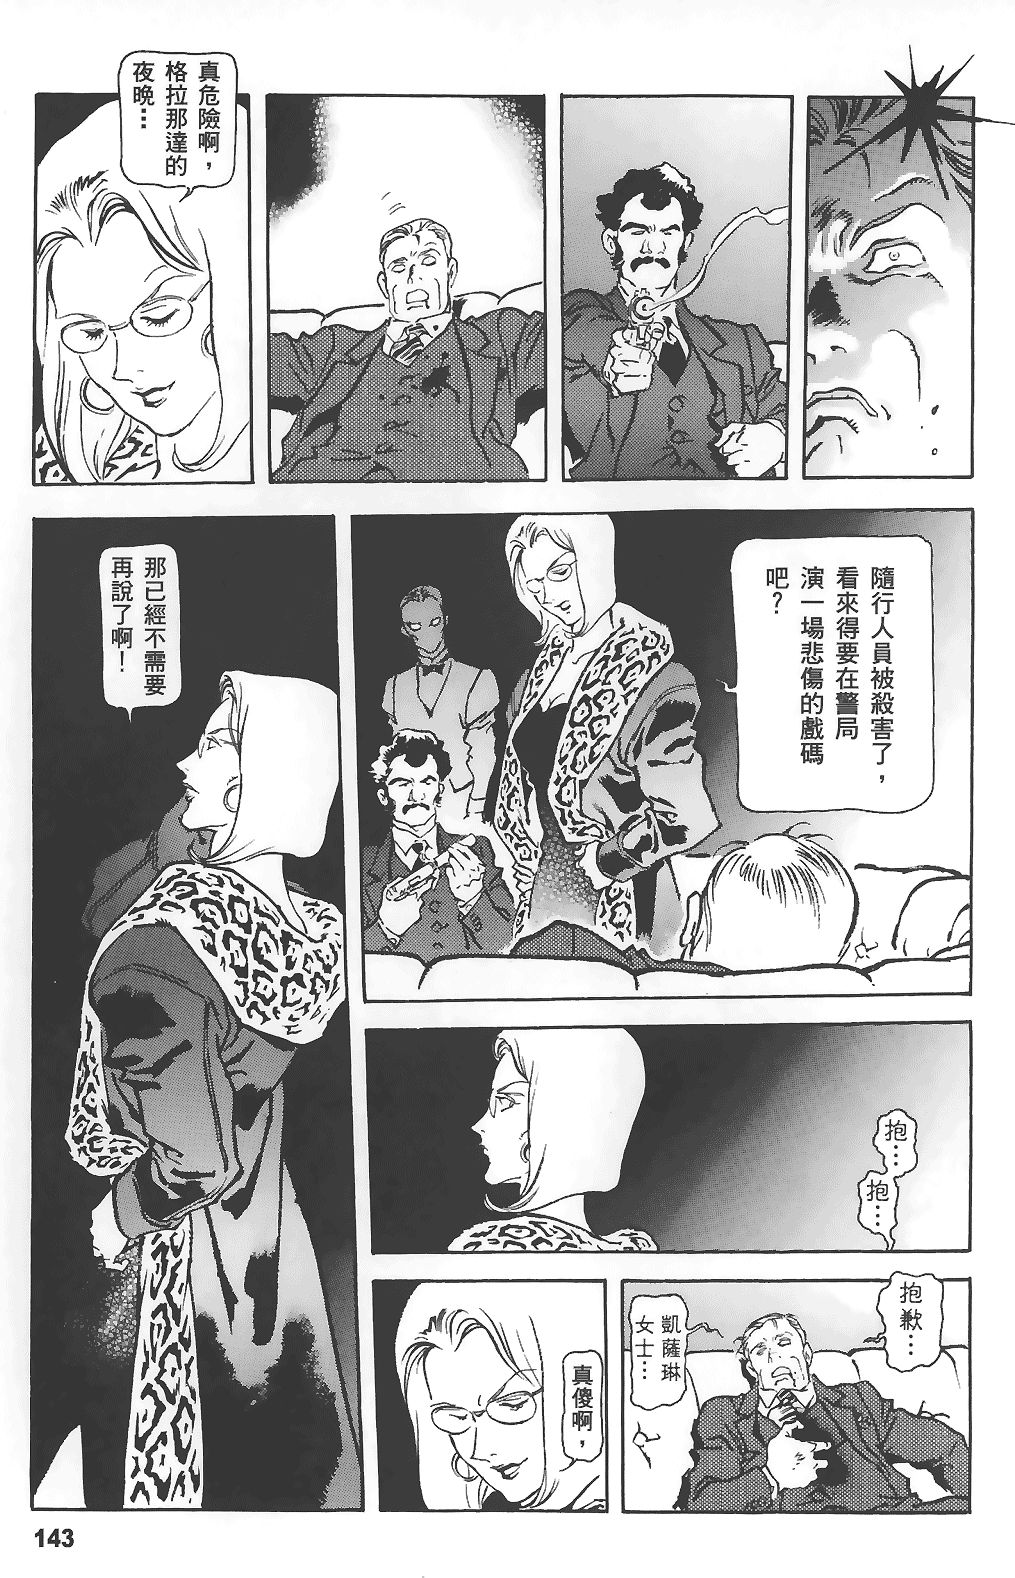 真危險啊，
格拉那達的
夜晚…
隨行人員被殺害了，
看來得要在警局
演一場悲傷的戲碼
吧？
那已經不需要
再說了啊！
抱…
抱…
抱歉…
凱薩琳
女士…
真傻啊，
143